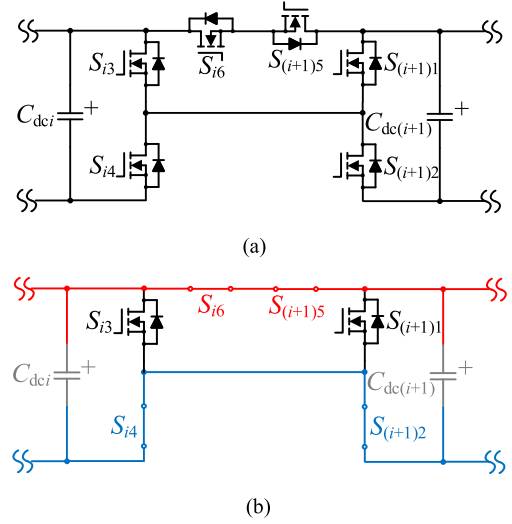 S_{i3} S_{i6} S_{(i+1)5} S_{(i+1)1}
C_{dci} + C_{dc(i+1)} +
S_{i4} S_{(i+1)2}
(a)
S_{i3} S_{i6} S_{(i+1)5} S_{(i+1)1}
C_{dci} + C_{dc(i+1)} +
S_{i4} S_{(i+1)2}
(b)